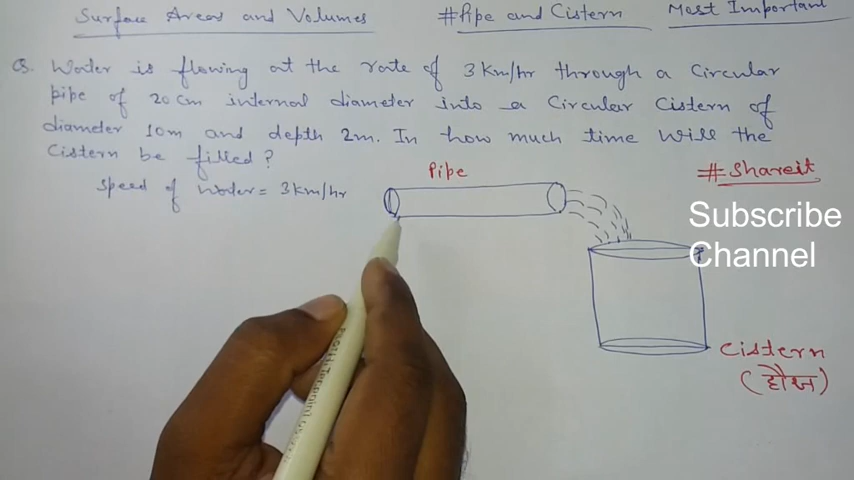 Surface Areas and Volumes #Pipe and Cistern Most Important
Q. Water is flowing at the rate of 3 km/hr through a Circular
pipe of 20 cm internal diameter into a Circular Cistern of
diameter 10m and depth 2m. In how much time will the
Cistern be filled?
Speed of Water = 3 km/hr
Pipe
#Shareit
Subscribe
Channel
Cistern
(हौज)